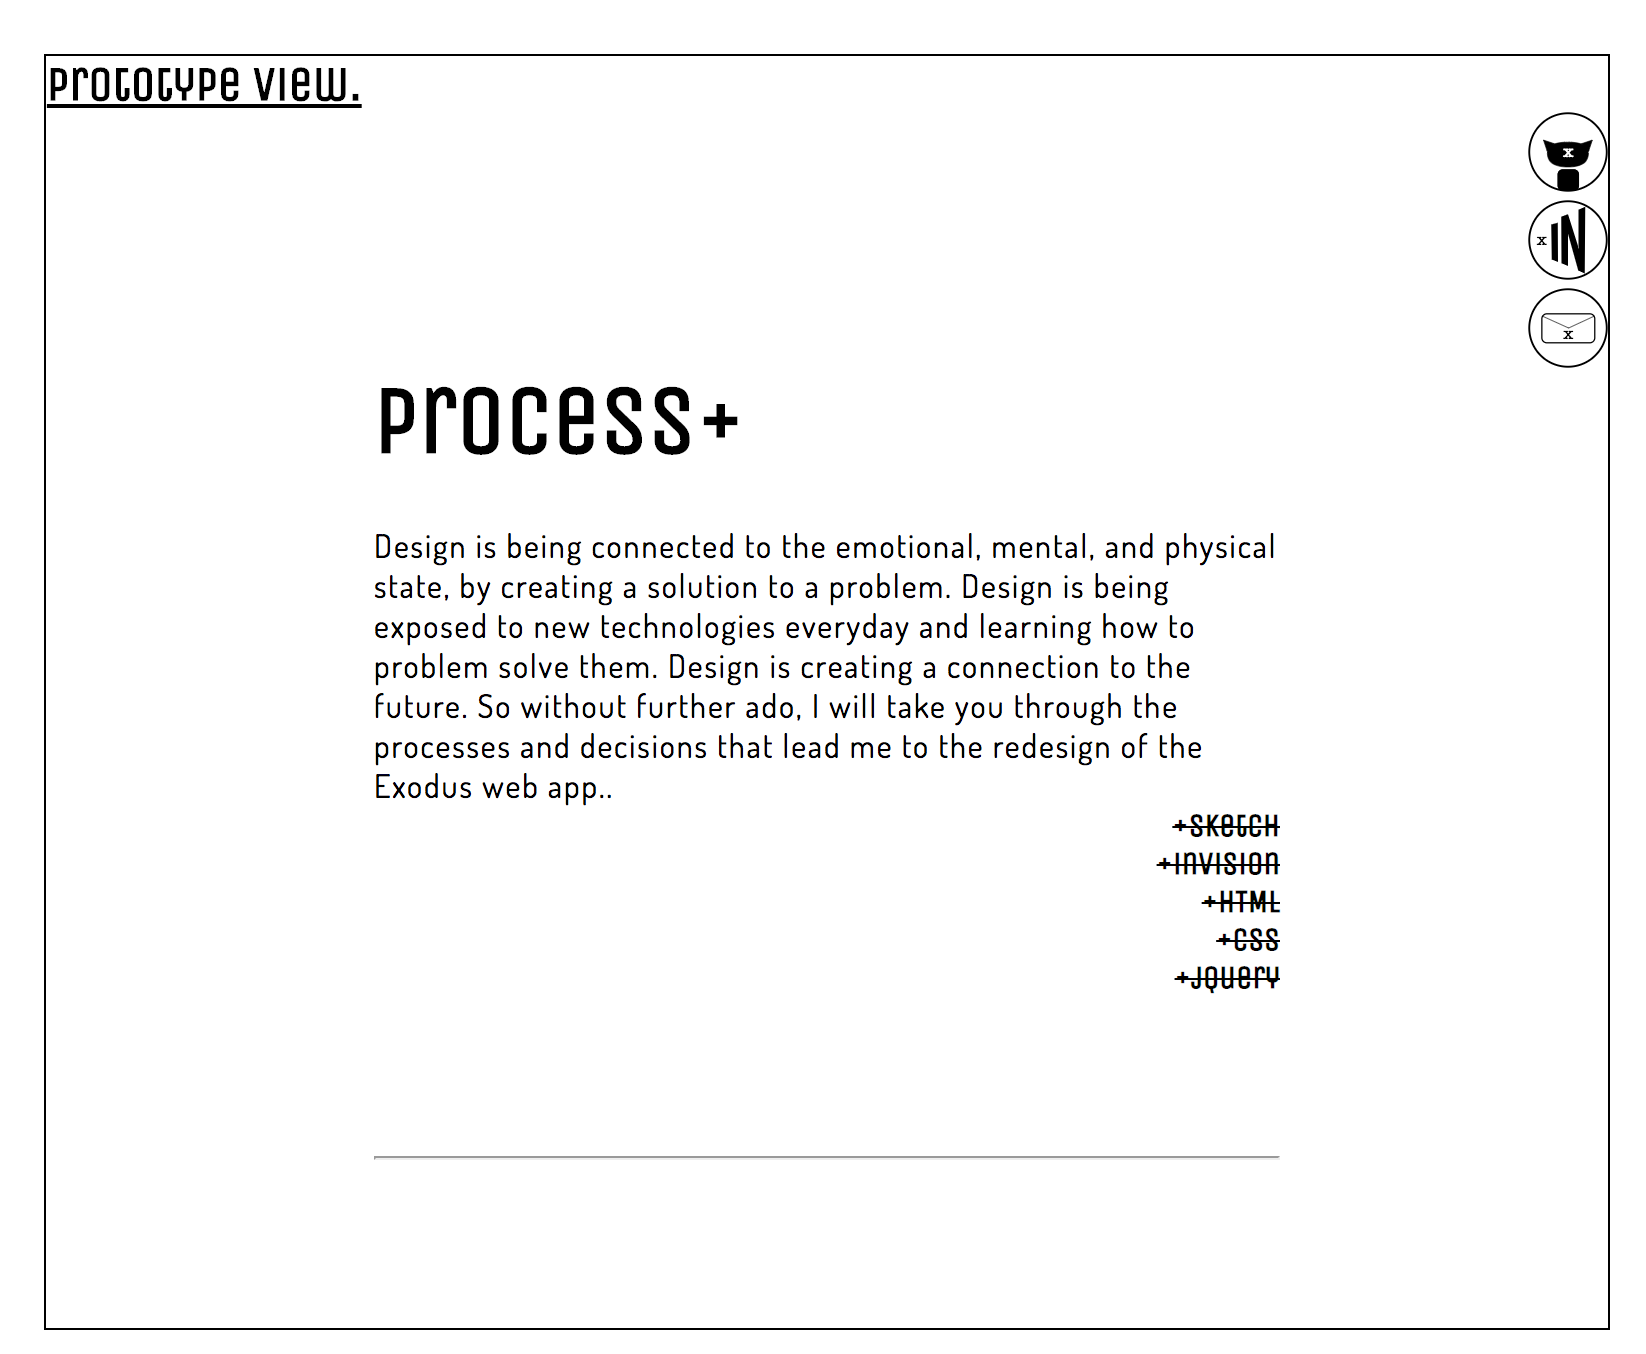 Prototype View.
x
x IN
x
Process+
Design is being connected to the emotional, mental, and physical
state, by creating a solution to a problem. Design is being
exposed to new technologies everyday and learning how to
problem solve them. Design is creating a connection to the
future. So without further ado, I will take you through the
processes and decisions that lead me to the redesign of the
Exodus web app..
+Sketch
+Invision
+HTML
+CSS
+JQuery